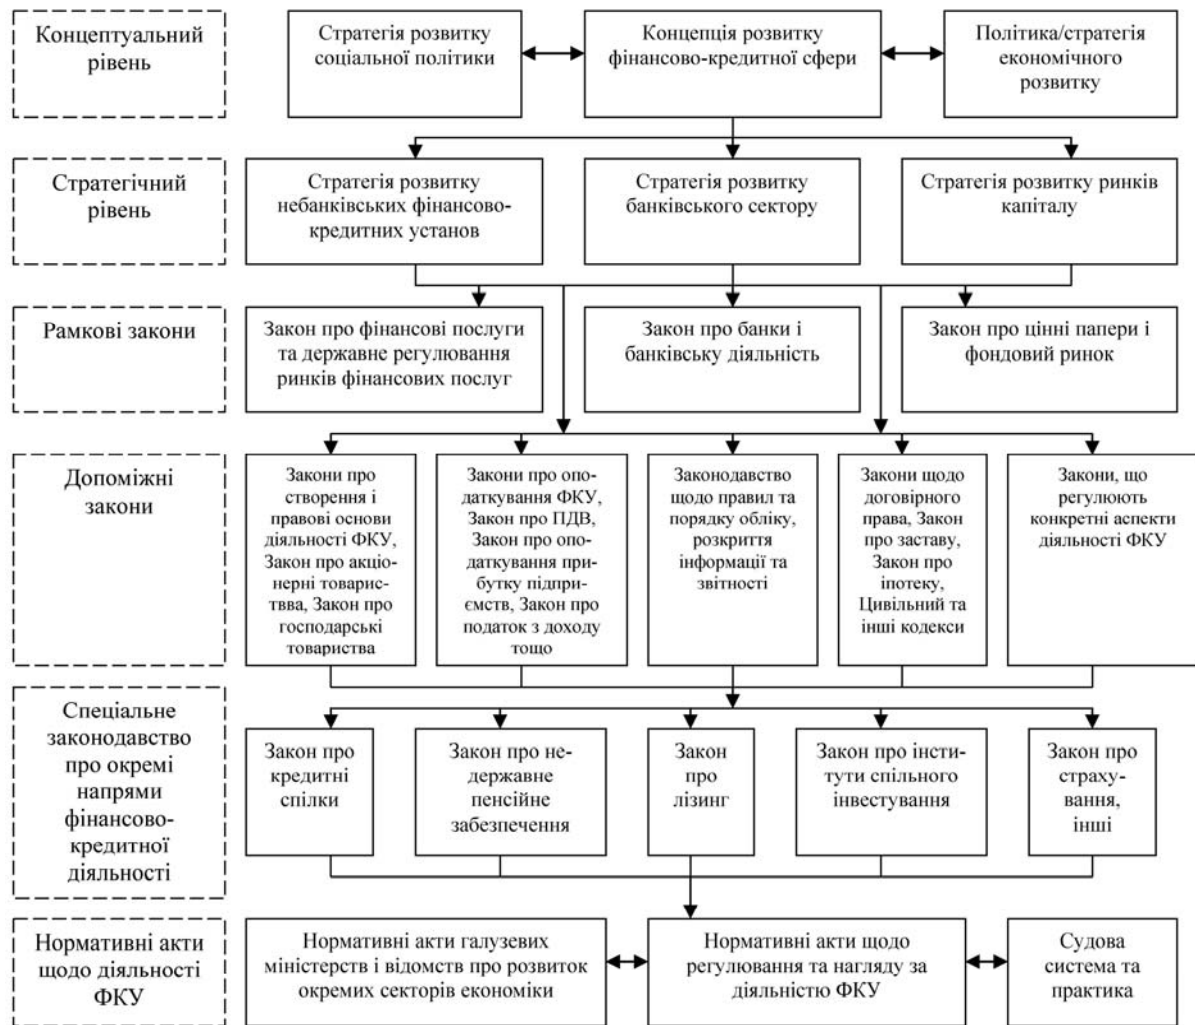 Концептуальний
рівень
Стратегія розвитку
соціальної політики
Концепція розвитку
фінансово-кредитної сфери
Політика/стратегія
економічного
розвитку
Стратегічний
рівень
Стратегія розвитку
небанківських фінансово-
кредитних установ
Стратегія розвитку
банківського сектору
Стратегія розвитку ринків
капіталу
Рамкові закони
Закон про фінансові послуги
та державне регулювання
ринків фінансових послуг
Закон про банки і
банківську діяльність
Закон про цінні папери і
фондовий ринок
Допоміжні
закони
Закони про
створення і
правові основи
діяльності ФКУ,
Закон про акціо-
нерні товарис-
твва, Закон про
господарські
товариства
Закони про опо-
даткування ФКУ,
Закон про ПДВ,
Закон про опо-
даткування при-
бутку підпри-
ємств, Закон про
податок з доходу
тощо
Законодавство
щодо правил та
порядку обліку,
розкриття
інформації та
звітності
Закони щодо
договірного
права, Закон
про заставу,
Закон про
іпотеку,
Цивільний та
інші кодекси
Закони, що
регулюють
конкретні аспекти
діяльності ФКУ
Спеціальне
законодавство
про окремі
напрями
фінансово-
кредитної
діяльності
Закон про
кредитні
спілки
Закон про не-
державне
пенсійне
забезпечення
Закон
про
лізинг
Закон про інсти-
тути спільного
інвестування
Закон про
страху-
вання,
інші
Нормативні акти
щодо діяльності
ФКУ
Нормативні акти галузевих
міністерств і відомств про розвиток
окремих секторів економіки
Нормативні акти щодо
регулювання та нагляду за
діяльністю ФКУ
Судова
система та
практика